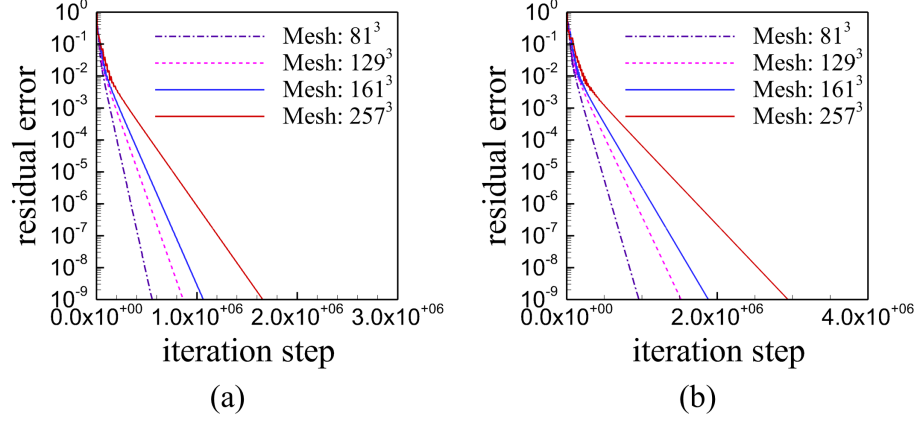 10^0
10^-1
10^-2
10^-3
10^-4
10^-5
10^-6
10^-7
10^-8
10^-9
residual error
Mesh: 81^3
Mesh: 129^3
Mesh: 161^3
Mesh: 257^3
0.0x10^+00 1.0x10^+06 2.0x10^+06 3.0x10^+06
iteration step
(a)
10^0
10^-1
10^-2
10^-3
10^-4
10^-5
10^-6
10^-7
10^-8
10^-9
residual error
Mesh: 81^3
Mesh: 129^3
Mesh: 161^3
Mesh: 257^3
0.0x10^+00 2.0x10^+06 4.0x10^+06
iteration step
(b)